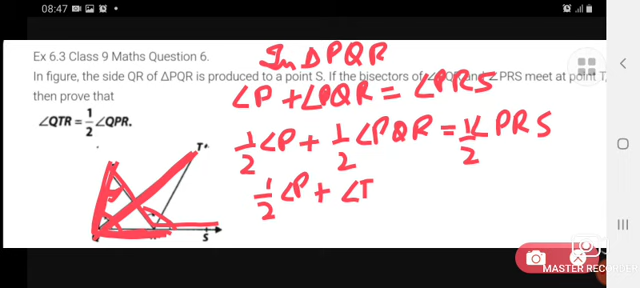 08:47
Ex 6.3 Class 9 Maths Question 6.
In figure, the side QR of ΔPQR is produced to a point S. If the bisectors of ∠PQR and ∠PRS meet at point T,
then prove that
∠QTR = 1/2 ∠QPR.
In ΔPQR
∠P + ∠PQR = ∠PRS
1/2 ∠P + 1/2 ∠PQR = 1/2 PRS
1/2 ∠P + ∠T
T
S
MASTER RECORDER